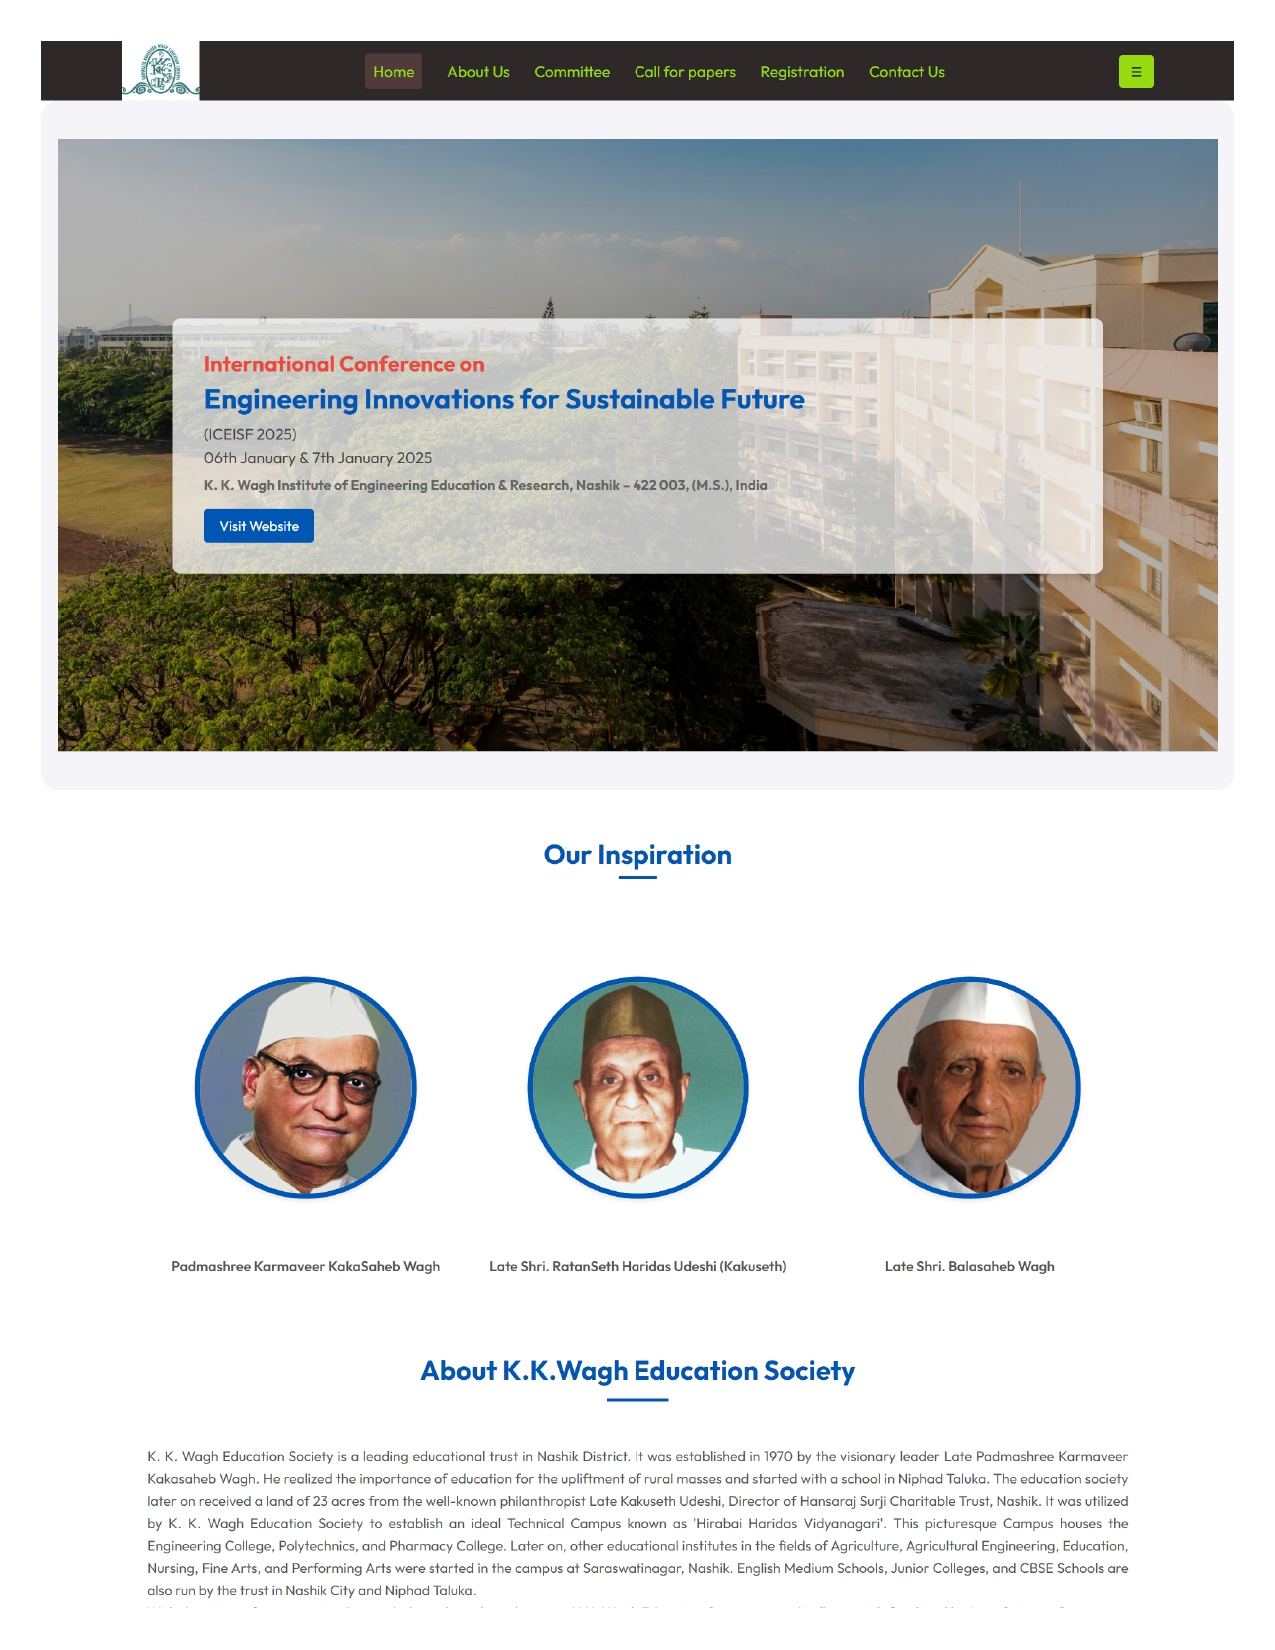 Home About Us Committee Call for papers Registration Contact Us
International Conference on
Engineering Innovations for Sustainable Future
(ICEISF 2025)
06th January & 7th January 2025
K. K. Wagh Institute of Engineering Education & Research, Nashik – 422 003, (M.S.), India
Visit Website
Our Inspiration
Padmashree Karmaveer KakaSaheb Wagh
Late Shri. RatanSeth Haridas Udeshi (Kakuseth)
Late Shri. Balasaheb Wagh
About K.K.Wagh Education Society
K. K. Wagh Education Society is a leading educational trust in Nashik District. It was established in 1970 by the visionary leader Late Padmashree Karmaveer
Kakasaheb Wagh. He realized the importance of education for the upliftment of rural masses and started with a school in Niphad Taluka. The education society
later on received a land of 23 acres from the well-known philanthropist Late Kakuseth Udeshi, Director of Hansaraj Surji Charitable Trust, Nashik. It was utilized
by K. K. Wagh Education Society to establish an ideal Technical Campus known as 'Hirabai Haridas Vidyanagari'. This picturesque Campus houses the
Engineering College, Polytechnics, and Pharmacy College. Later on, other educational institutes in the fields of Agriculture, Agricultural Engineering, Education,
Nursing, Fine Arts, and Performing Arts were started in the campus at Saraswatinagar, Nashik. English Medium Schools, Junior Colleges, and CBSE Schools are
also run by the trust in Nashik City and Niphad Taluka.